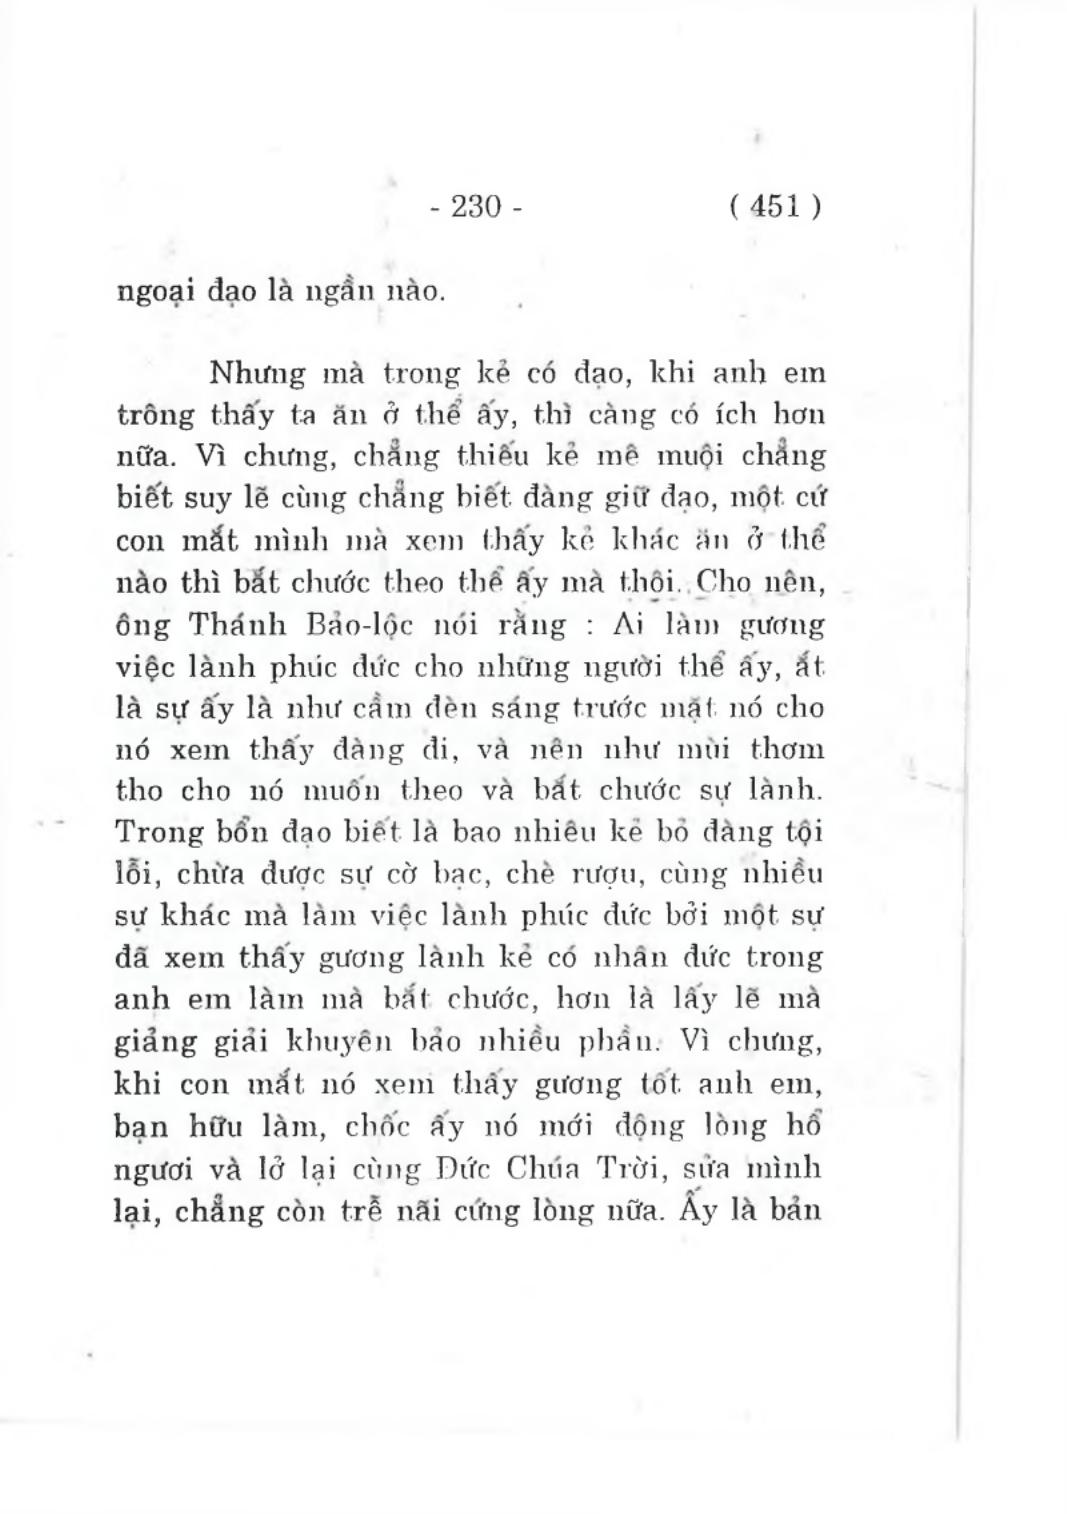 - 230 - ( 451 )
ngoại đạo là ngần nào.
Nhưng mà trong kẻ có đạo, khi anh em
trông thấy ta ăn ở thể ấy, thì càng có ích hơn
nữa. Vì chưng, chẳng thiếu kẻ mê muội chẳng
biết suy lẽ cùng chẳng biết đàng giữ đạo, một cứ
con mắt mình mà xem thấy kẻ khác ăn ở thể
nào thì bắt chước theo thể ấy mà thôi. Cho nên,
ông Thánh Bảo-lộc nói rằng : Ai làm gương
việc lành phúc đức cho những người thể ấy, ắt
là sự ấy là như cầm đèn sáng trước mặt nó cho
nó xem thấy đàng đi, và nên như mùi thơm
tho cho nó muốn theo và bắt chước sự lành.
Trong bổn đạo biết là bao nhiêu kẻ bỏ đàng tội
lỗi, chừa được sự cờ bạc, chè rượu, cùng nhiều
sự khác mà làm việc lành phúc đức bởi một sự
đã xem thấy gương lành kẻ có nhân đức trong
anh em làm mà bắt chước, hơn là lấy lẽ mà
giảng giải khuyên bảo nhiều phần. Vì chưng,
khi con mắt nó xem thấy gương tốt anh em,
bạn hữu làm, chốc ấy nó mới động lòng hổ
ngươi và lở lại cùng Đức Chúa Trời, sửa mình
lại, chẳng còn trễ nãi cứng lòng nữa. Ấy là bản